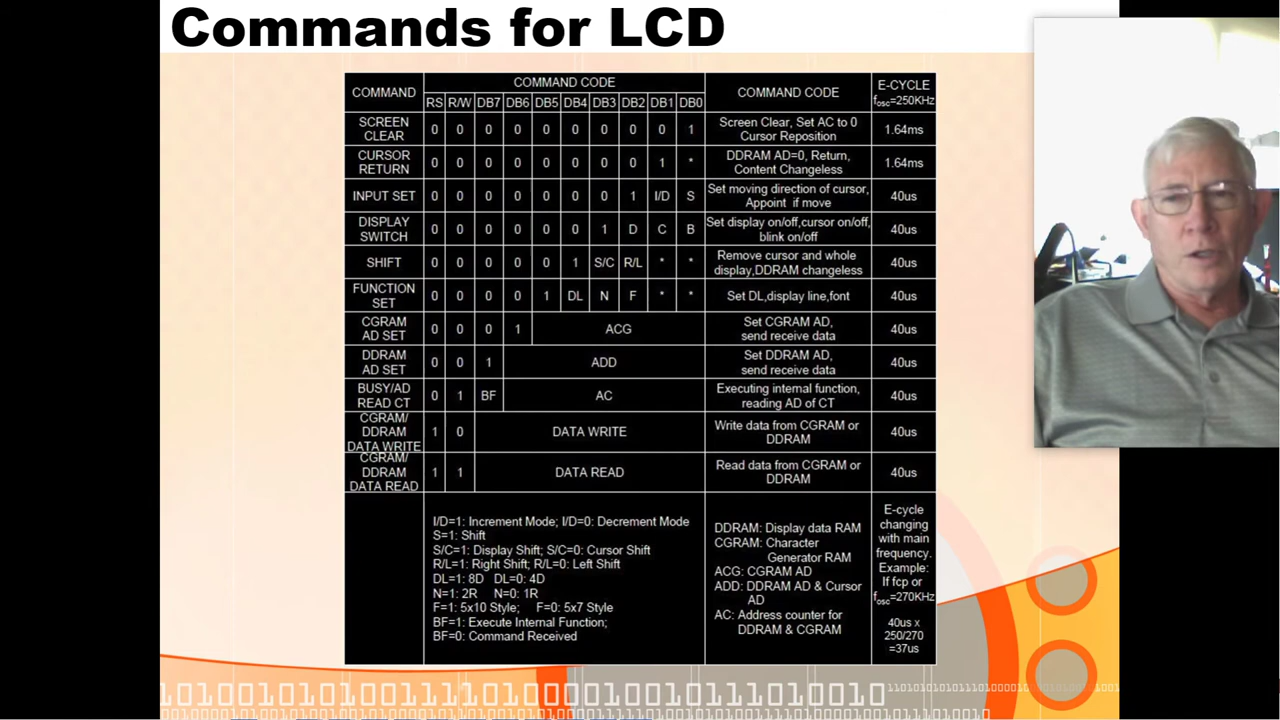 Commands for LCD
COMMAND
COMMAND CODE
COMMAND CODE
E-CYCLE
fosc=250KHz
RS R/W DB7 DB6 DB5 DB4 DB3 DB2 DB1 DB0
SCREEN
CLEAR
0 0 0 0 0 0 0 0 0 1
Screen Clear, Set AC to 0
Cursor Reposition
1.64ms
CURSOR
RETURN
0 0 0 0 0 0 0 0 1 *
DDRAM AD=0, Return,
Content Changeless
1.64ms
INPUT SET
0 0 0 0 0 0 0 1 I/D S
Set moving direction of cursor,
Appoint if move
40us
DISPLAY
SWITCH
0 0 0 0 0 0 1 D C B
Set display on/off,cursor on/off,
blink on/off
40us
SHIFT
0 0 0 0 0 1 S/C R/L * *
Remove cursor and whole
display,DDRAM changeless
40us
FUNCTION
SET
0 0 0 0 1 DL N F * *
Set DL,display line,font
40us
CGRAM
AD SET
0 0 0 1 ACG
Set CGRAM AD,
send receive data
40us
DDRAM
AD SET
0 0 1 ADD
Set DDRAM AD,
send receive data
40us
BUSY/AD
READ CT
0 1 BF AC
Executing internal function,
reading AD of CT
40us
CGRAM/
DDRAM
DATA WRITE
1 0 DATA WRITE
Write data from CGRAM or
DDRAM
40us
CGRAM/
DDRAM
DATA READ
1 1 DATA READ
Read data from CGRAM or
DDRAM
40us
I/D=1: Increment Mode; I/D=0: Decrement Mode
S=1: Shift
S/C=1: Display Shift; S/C=0: Cursor Shift
R/L=1: Right Shift; R/L=0: Left Shift
DL=1: 8D DL=0: 4D
N=1: 2R N=0: 1R
F=1: 5x10 Style; F=0: 5x7 Style
BF=1: Execute Internal Function;
BF=0: Command Received
DDRAM: Display data RAM
CGRAM: Character
Generator RAM
ACG: CGRAM AD
ADD: DDRAM AD & Cursor
AD
AC: Address counter for
DDRAM & CGRAM
E-cycle
changing
with main
frequency.
Example:
If fcp or
fosc=270KHz
40us x
250/270
=37us